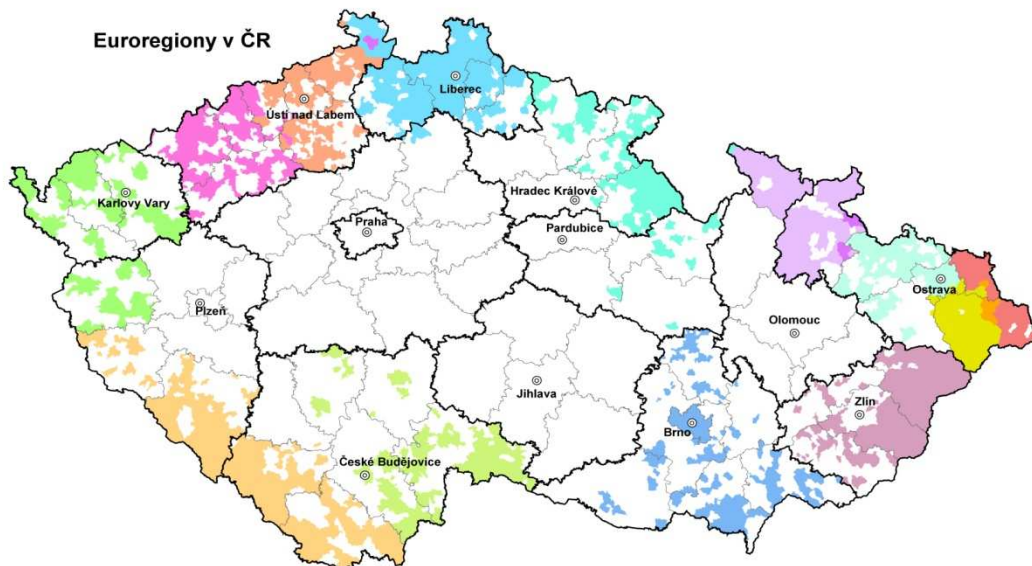 Euroregiony v ČR
Liberec
Ústí nad Labem
Karlovy Vary
Hradec Králové
Praha
Pardubice
Ostrava
Plzeň
Olomouc
Jihlava
Zlín
Brno
České Budějovice